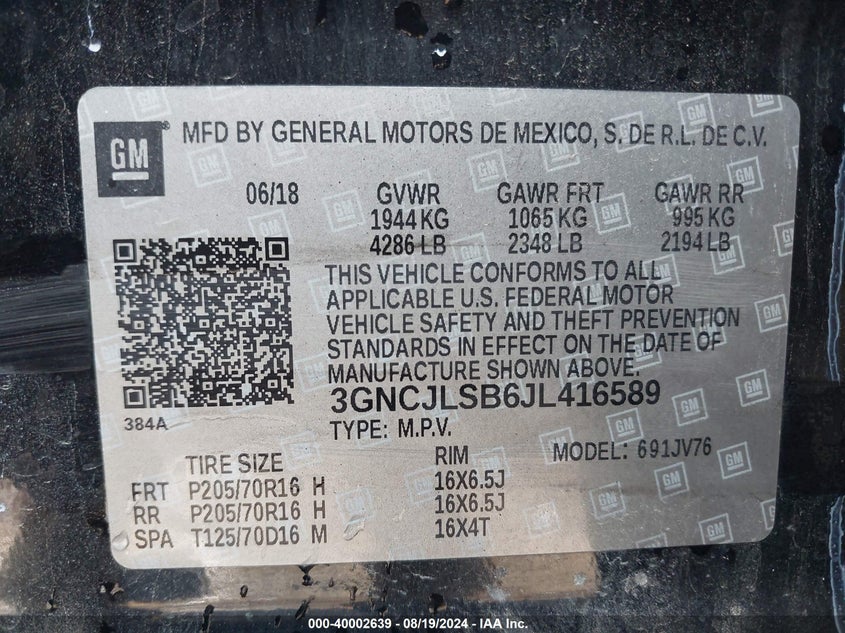 GM ® MFD BY GENERAL MOTORS DE MEXICO, S. DE R.L. DE C.V.
06/18 GVWR GAWR FRT GAWR RR
1944 KG 1065 KG 995 KG
4286 LB 2348 LB 2194 LB
THIS VEHICLE CONFORMS TO ALL
APPLICABLE U.S. FEDERAL MOTOR
VEHICLE SAFETY AND THEFT PREVENTION
STANDARDS IN EFFECT ON THE DATE OF
MANUFACTURE SHOWN ABOVE.
384A 3GNCJLSB6JL416589
TYPE: M.P.V.
TIRE SIZE RIM MODEL: 691JV76
FRT P205/70R16 H 16X6.5J
RR P205/70R16 H 16X6.5J
SPA T125/70D16 M 16X4T
000-40002639 - 08/19/2024 - IAA Inc.